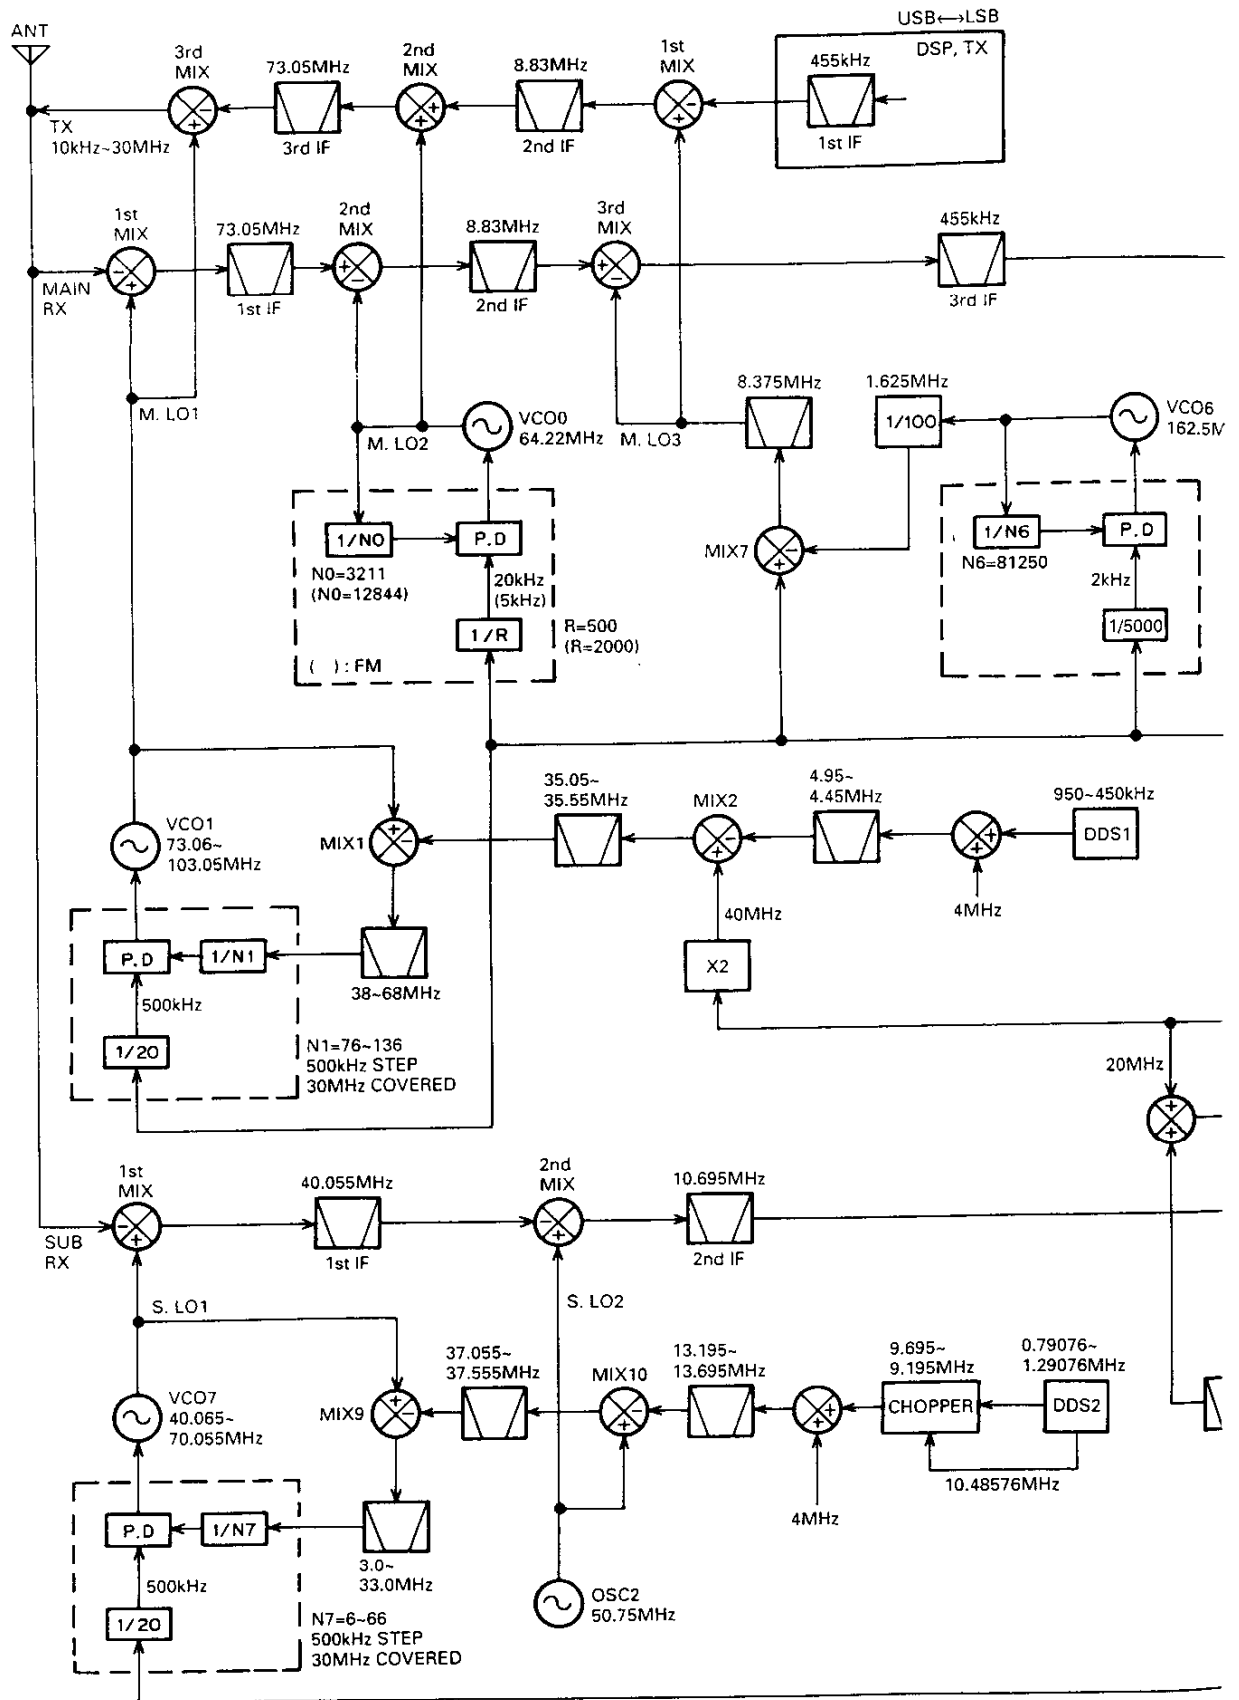 USB⟷LSB
ANT
DSP, TX
3rd
MIX
73.05MHz
3rd IF
2nd
MIX
8.83MHz
2nd IF
1st
MIX
455kHz
1st IF
TX
10kHz~30MHz
1st
MIX
73.05MHz
1st IF
2nd
MIX
8.83MHz
2nd IF
3rd
MIX
455kHz
3rd IF
MAIN
RX
M. LO1
M. LO2
VCO0
64.22MHz
M. LO3
8.375MHz
1.625MHz
1/100
VCO6
162.5M
1/N0
P.D
N0=3211
(N0=12844)
20kHz
(5kHz)
1/R
R=500
(R=2000)
( ) : FM
MIX7
1/N6
P.D
N6=81250
2kHz
1/5000
VCO1
73.06~
103.05MHz
MIX1
35.05~
35.55MHz
MIX2
4.95~
4.45MHz
950~450kHz
DDS1
4MHz
40MHz
X2
P.D
1/N1
38~68MHz
500kHz
1/20
N1=76~136
500kHz STEP
30MHz COVERED
20MHz
1st
MIX
40.055MHz
1st IF
2nd
MIX
10.695MHz
2nd IF
SUB
RX
S. LO1
S. LO2
VCO7
40.065~
70.055MHz
MIX9
37.055~
37.555MHz
MIX10
13.195~
13.695MHz
9.695~
9.195MHz
CHOPPER
0.79076~
1.29076MHz
DDS2
10.48576MHz
4MHz
P.D
1/N7
3.0~
33.0MHz
500kHz
1/20
N7=6~66
500kHz STEP
30MHz COVERED
OSC2
50.75MHz